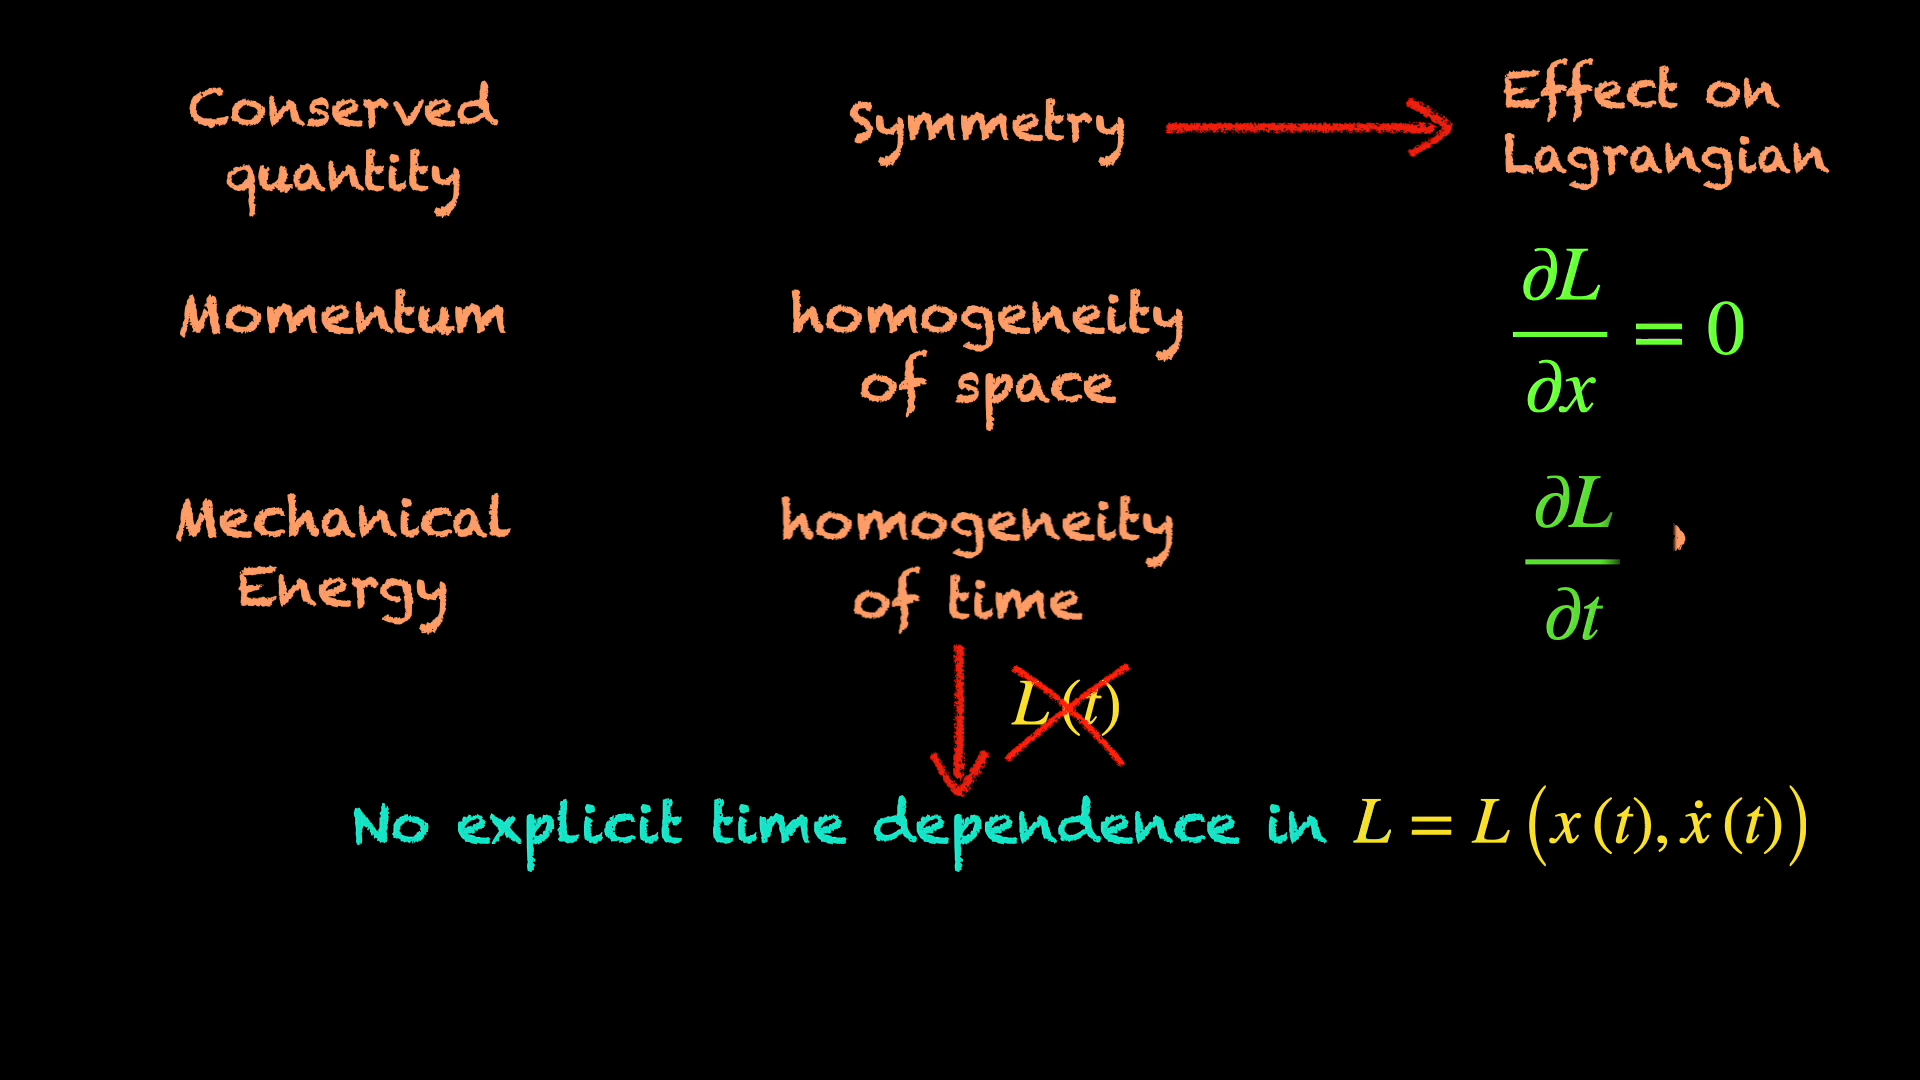 Conserved
quantity
Symmetry
Effect on
Lagrangian
Momentum
homogeneity
of space
∂L/∂x = 0
Mechanical
Energy
homogeneity
of time
∂L/∂t
L (t)
No explicit time dependence in L = L (x (t), ẋ (t))